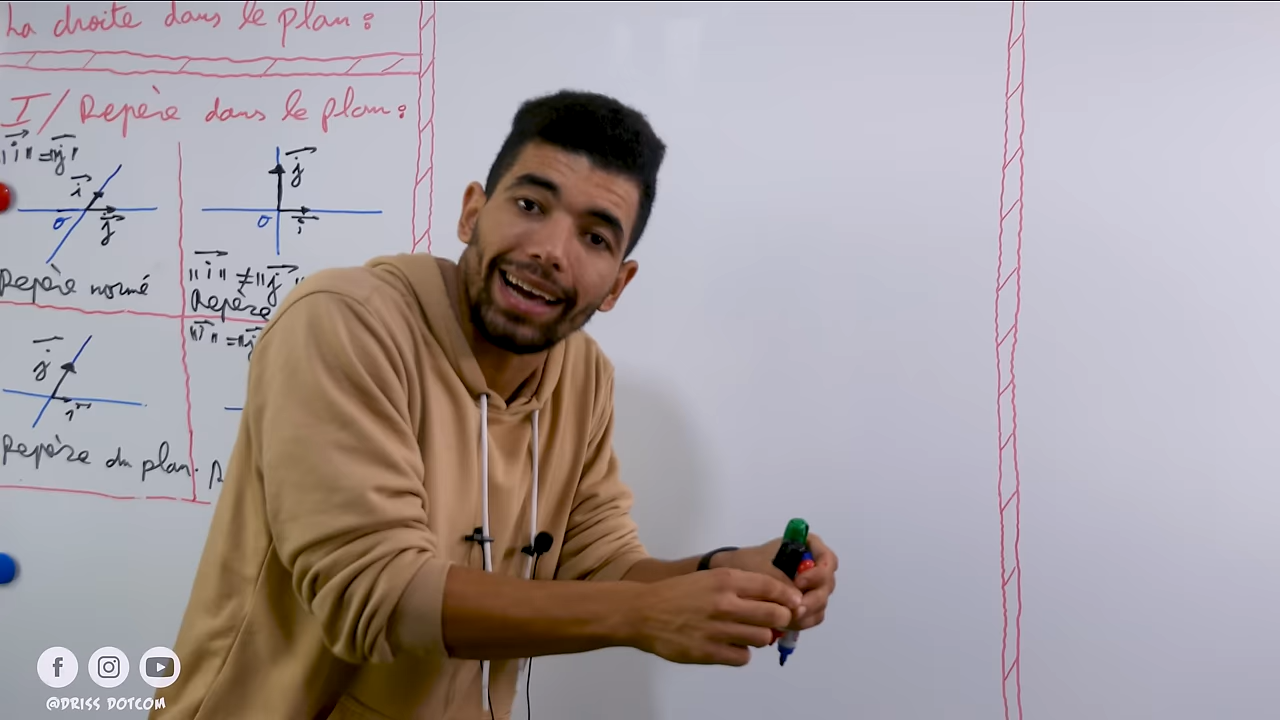 La droite dans le plan :
I/ Repère dans le plan :
"i" = "j"
i
o
j
Repère normé
j
o
i
"i" ≠ "j"
Repère
j
i
Repère du plan.
"i" = "j
@DRISS DOTCOM